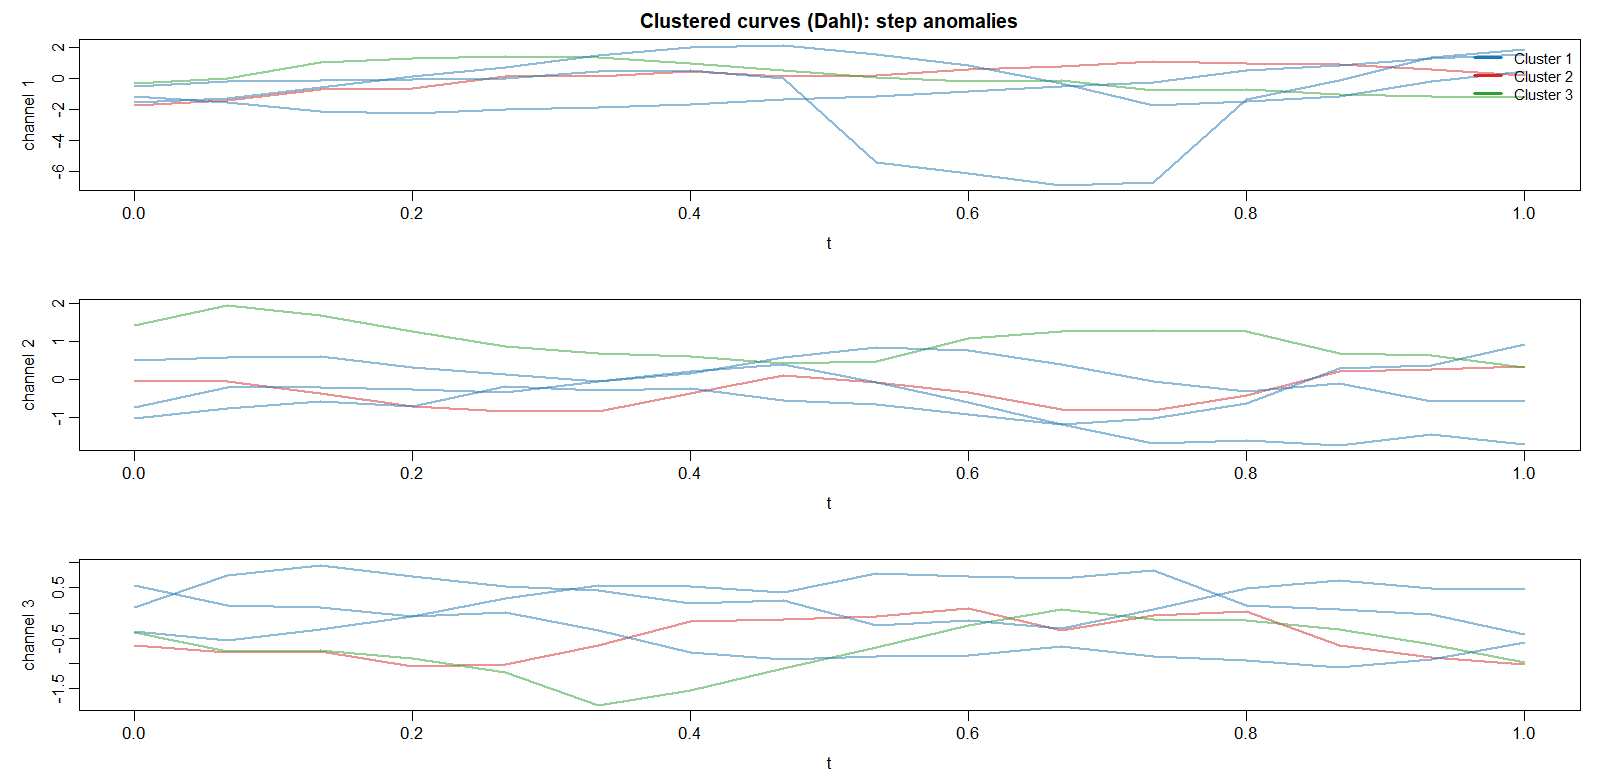 Clustered curves (Dahl): step anomalies
channel 1
2
0
-2
-4
-6
Cluster 1
Cluster 2
Cluster 3
0.0 0.2 0.4 0.6 0.8 1.0
t
channel 2
2
1
0
-1
0.0 0.2 0.4 0.6 0.8 1.0
t
channel 3
0.5
-0.5
-1.5
0.0 0.2 0.4 0.6 0.8 1.0
t